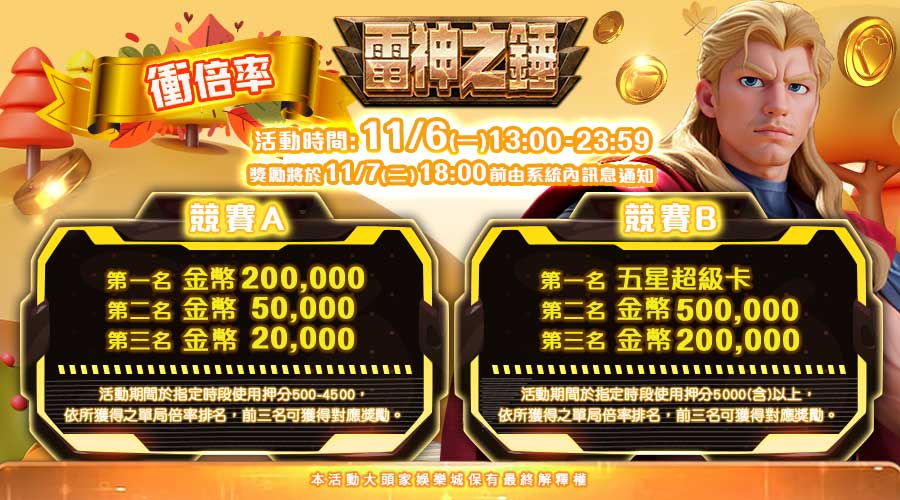 衝倍率
雷神之錘
活動時間: 11/6(一)13:00-23:59
獎勵將於11/7(二)18:00前由系統內訊息通知
競賽A
第一名 金幣 200,000
第二名 金幣 50,000
第三名 金幣 20,000
活動期間於指定時段使用押分500-4500，
依所獲得之單局倍率排名，前三名可獲得對應獎勵。
競賽B
第一名 五星超級卡
第二名 金幣 500,000
第三名 金幣 200,000
活動期間於指定時段使用押分5000(含)以上，
依所獲得之單局倍率排名，前三名可獲得對應獎勵。
本活動大頭家娛樂城保有最終解釋權